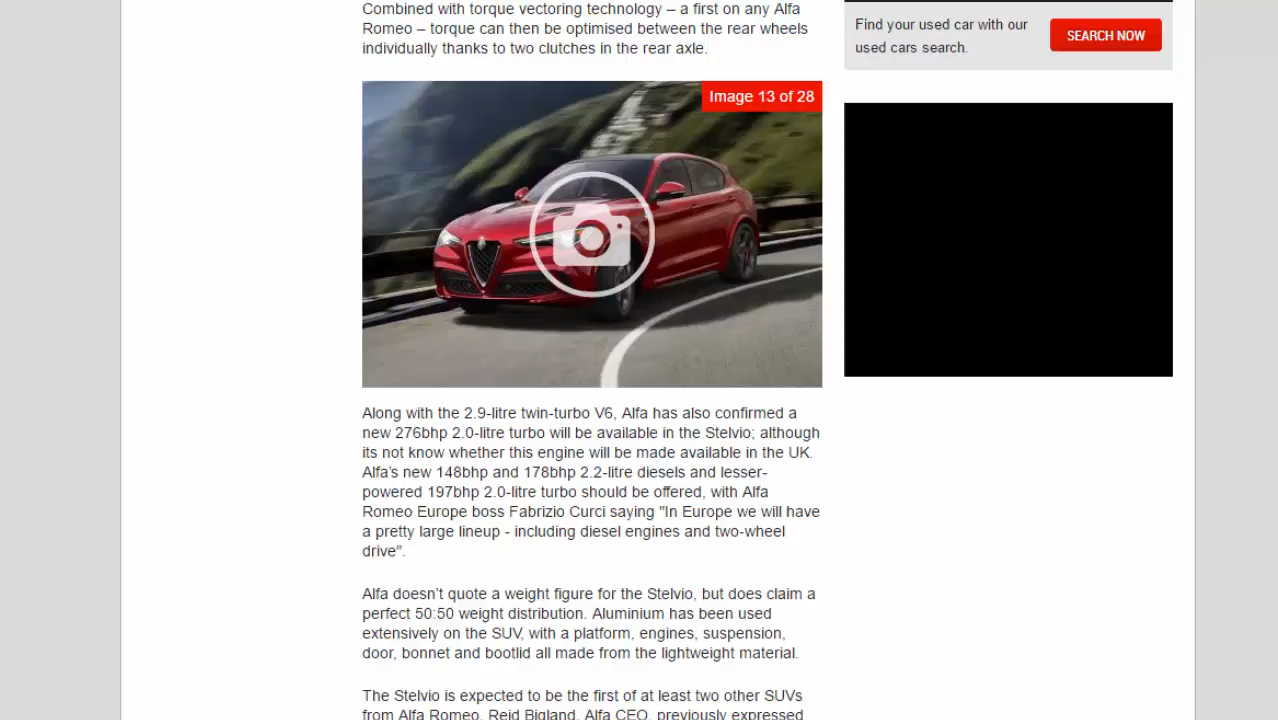 Combined with torque vectoring technology – a first on any Alfa
Romeo – torque can then be optimised between the rear wheels
individually thanks to two clutches in the rear axle.
Find your used car with our
used cars search.
SEARCH NOW
Image 13 of 28
Along with the 2.9-litre twin-turbo V6, Alfa has also confirmed a
new 276bhp 2.0-litre turbo will be available in the Stelvio; although
its not know whether this engine will be made available in the UK.
Alfa's new 148bhp and 178bhp 2.2-litre diesels and lesser-
powered 197bhp 2.0-litre turbo should be offered, with Alfa
Romeo Europe boss Fabrizio Curci saying "In Europe we will have
a pretty large lineup - including diesel engines and two-wheel
drive".
Alfa doesn't quote a weight figure for the Stelvio, but does claim a
perfect 50:50 weight distribution. Aluminium has been used
extensively on the SUV, with a platform, engines, suspension,
door, bonnet and bootlid all made from the lightweight material.
The Stelvio is expected to be the first of at least two other SUVs
from Alfa Romeo. Reid Bigland, Alfa CEO, previously expressed